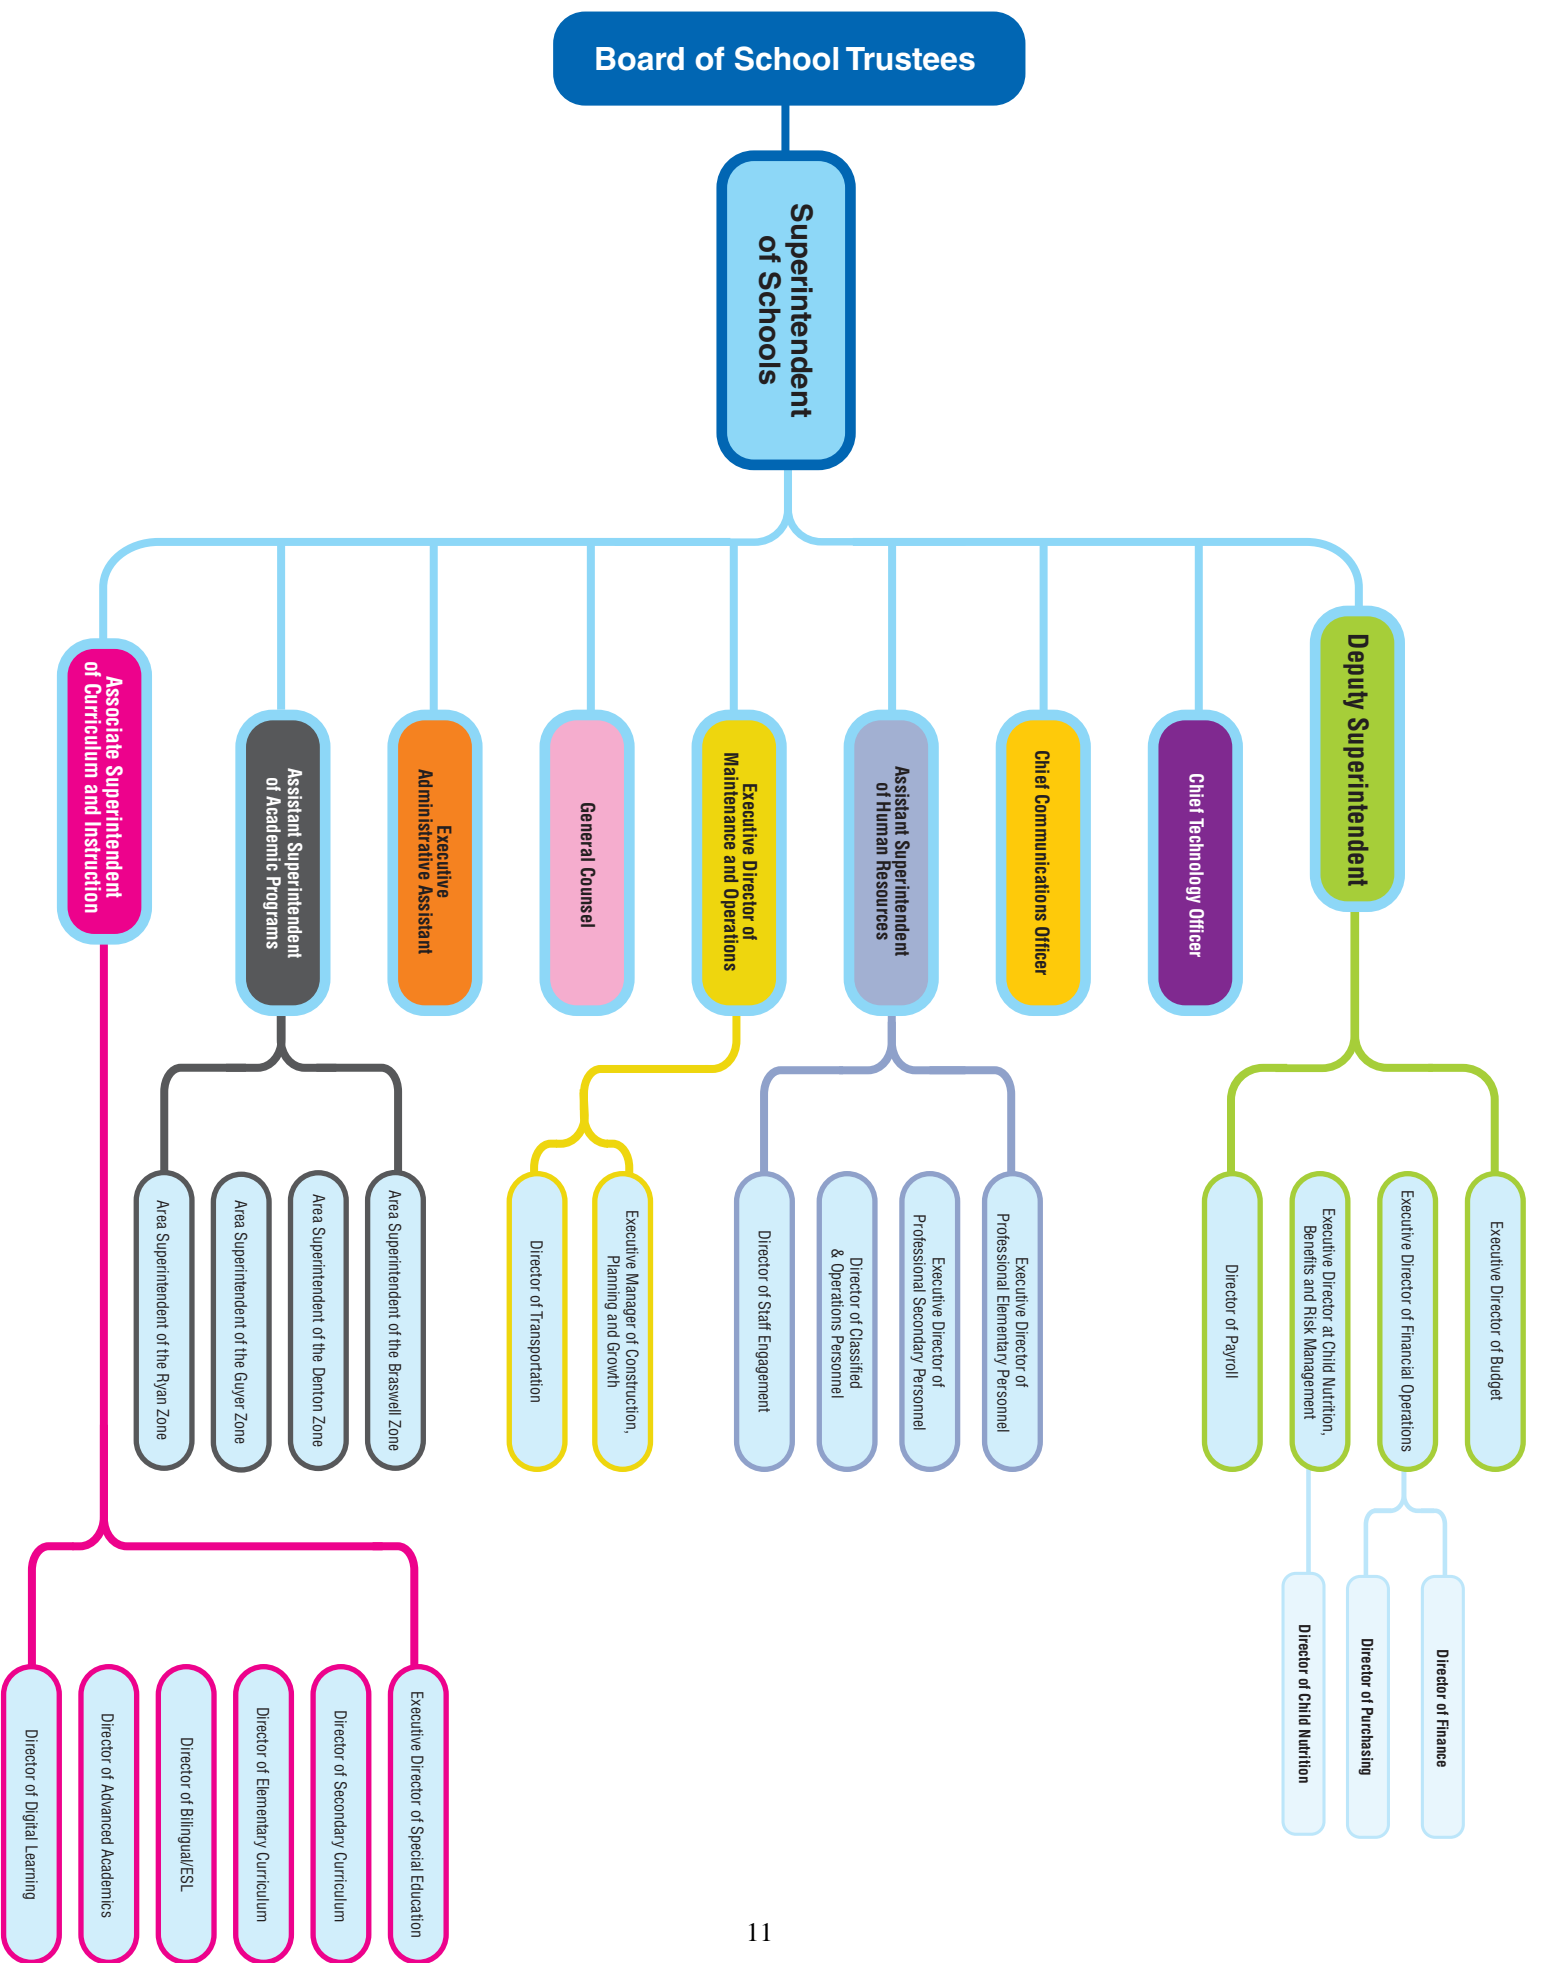 Board of School Trustees
Superintendent
of Schools
Associate Superintendent
of Curriculum and Instruction
Assistant Superintendent
of Academic Programs
Executive
Administrative Assistant
General Counsel
Executive Director of
Maintenance and Operations
Assistant Superintendent
of Human Resources
Chief Communications Officer
Chief Technology Officer
Deputy Superintendent
Area Superintendent of the Ryan Zone
Area Superintendent of the Guyer Zone
Area Superintendent of the Denton Zone
Area Superintendent of the Braswell Zone
Director of Transportation
Executive Manager of Construction,
Planning and Growth
Director of Staff Engagement
Director of Classified
& Operations Personnel
Executive Director of
Professional Secondary Personnel
Executive Director of
Professional Elementary Personnel
Director of Payroll
Executive Director at Child Nutrition,
Benefits and Risk Management
Executive Director of Financial Operations
Executive Director of Budget
Director of Child Nutrition
Director of Purchasing
Director of Finance
Director of Digital Learning
Director of Advanced Academics
Director of Bilingual/ESL
Director of Elementary Curriculum
Director of Secondary Curriculum
Executive Director of Special Education
11